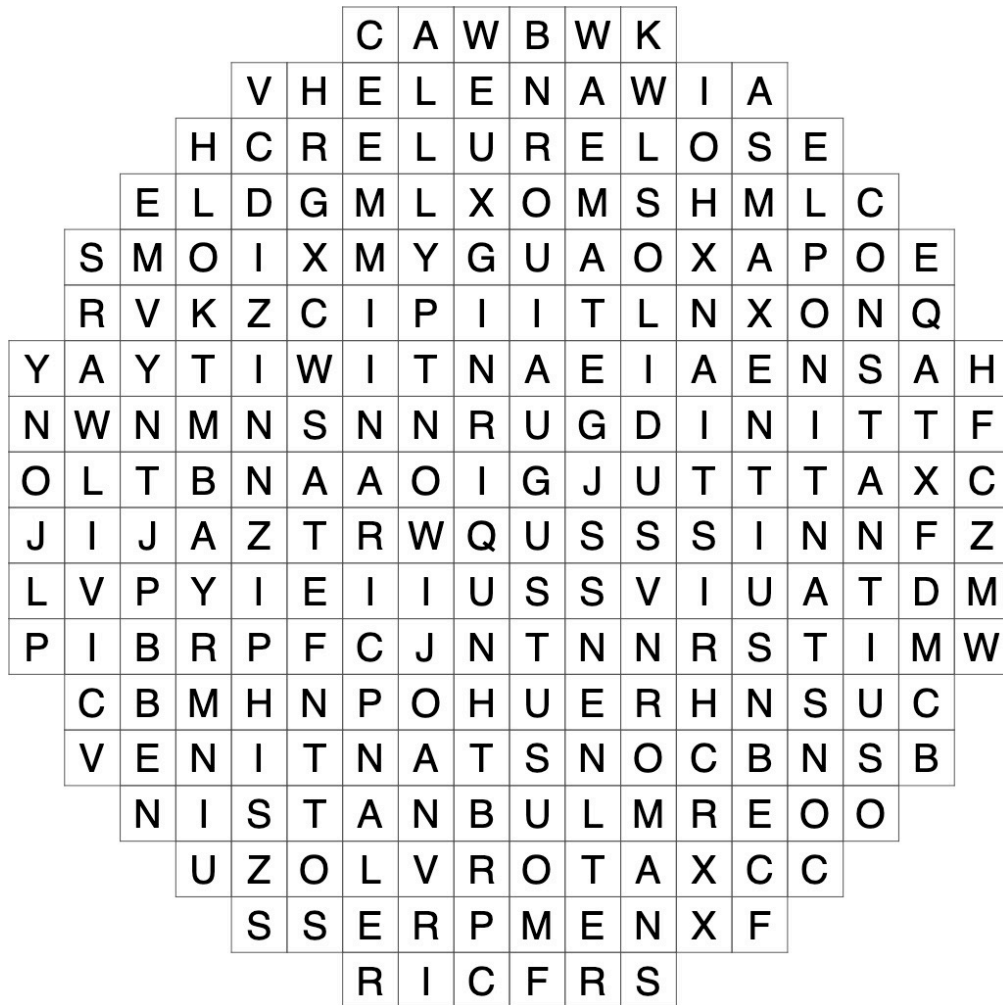 C A W B W K
V H E L E N A W I A
H C R E L U R E L O S E
E L D G M L X O M S H M L C
S M O I X M Y G U A O X A P O E
R V K Z C I P I I T L N X O N Q
Y A Y T I W I T N A E I A E N S A H
N W N M N S N N R U G D I N I T T F
O L T B N A A O I G J U T T T A X C
J I J A Z T R W Q U S S S I N N F Z
L V P Y I E I I U S S V I U A T D M
P I B R P F C J N T N N R S T I M W
C B M H N P O H U E R H N S U C
V E N I T N A T S N O C B N S B
N I S T A N B U L M R E O O
U Z O L V R O T A X C C
S S E R P M E N X F
R I C F R S